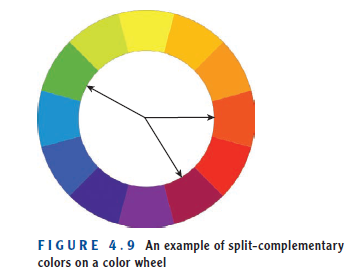 FIGURE 4.9 An example of split-complementary
colors on a color wheel